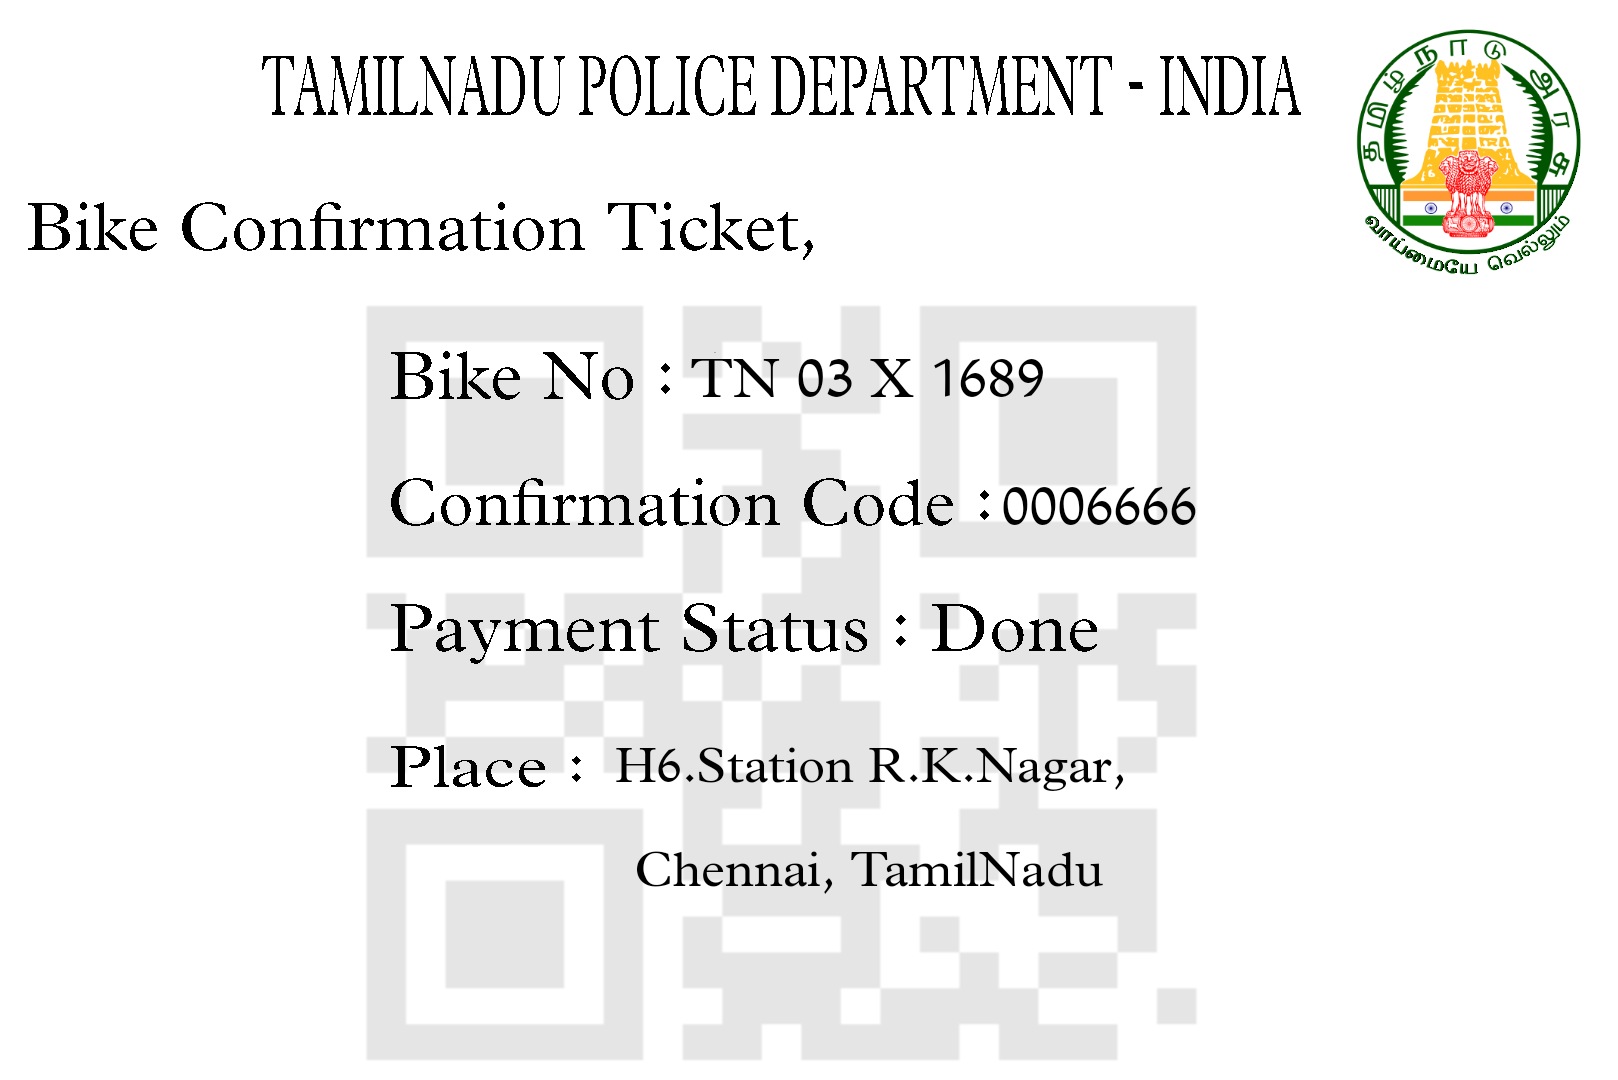 TAMILNADU POLICE DEPARTMENT - INDIA
தமிழ் நாடு அரசு
வாய்மையே வெல்லும்
Bike Confirmation Ticket,
Bike No : TN 03 X 1689
Confirmation Code :0006666
Payment Status : Done
Place : H6.Station R.K.Nagar,
Chennai, TamilNadu